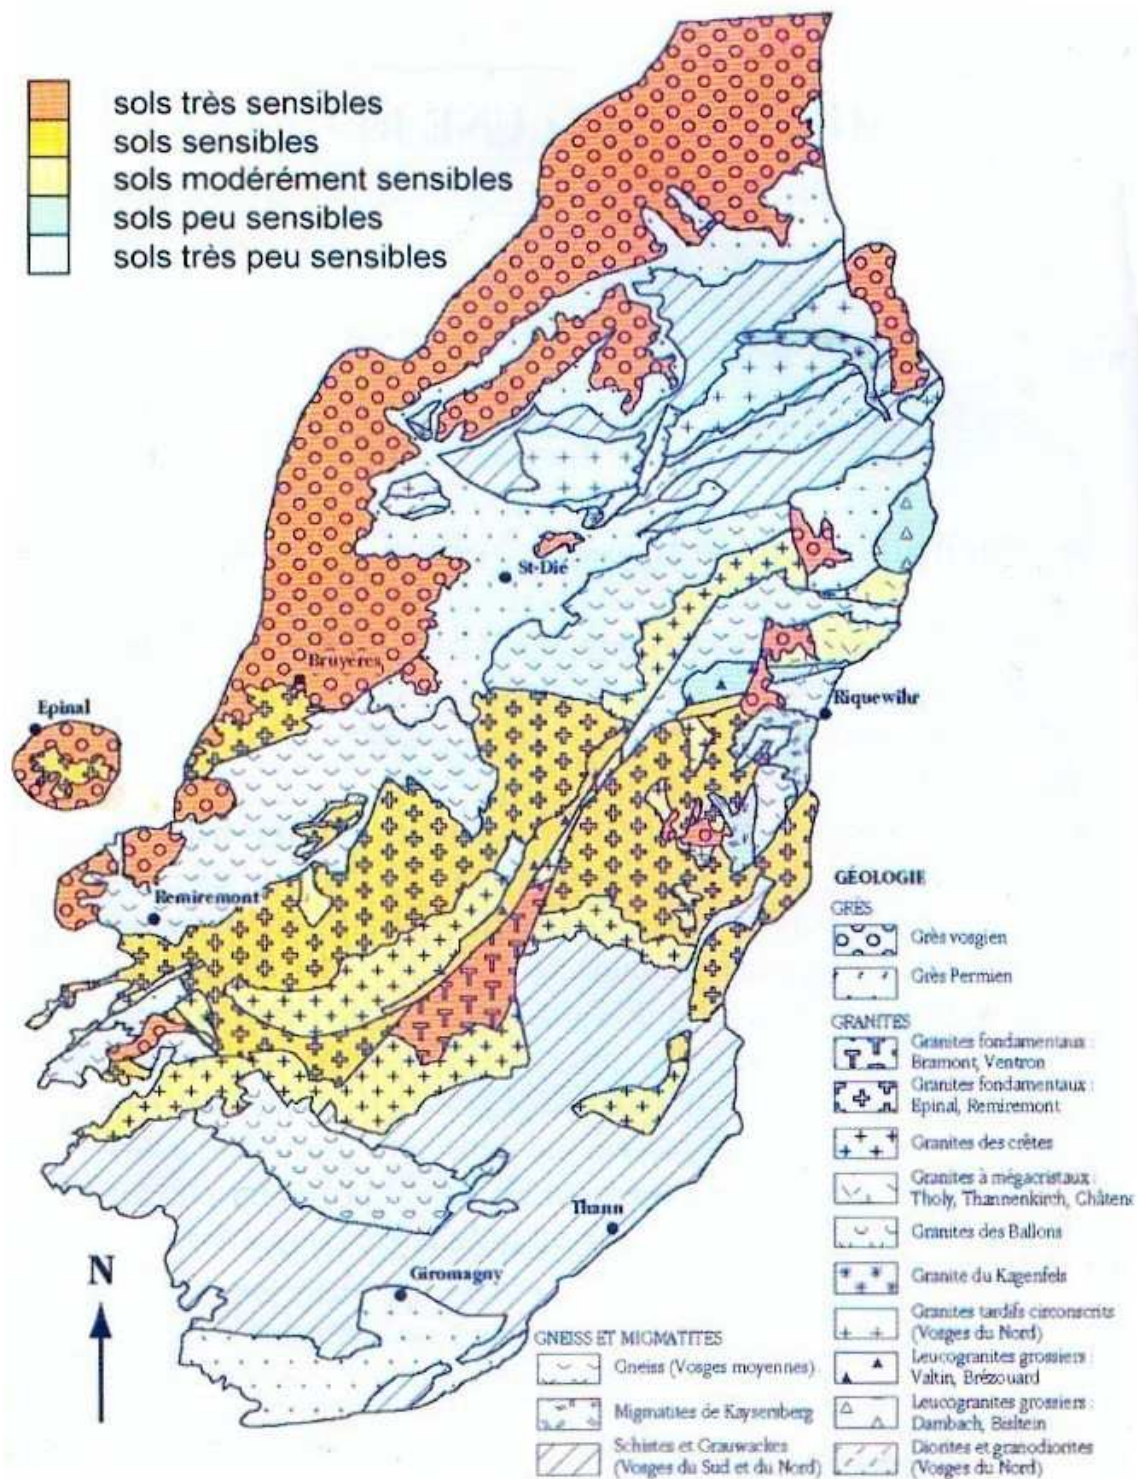 sols très sensibles
sols sensibles
sols modérément sensibles
sols peu sensibles
sols très peu sensibles
St-Dié
Bruyères
Epinal
Riquewihr
Remiremont
Thann
Giromagny
N
GÉOLOGIE
GRÈS
Grès vosgien
Grès Permien
GRANITES
Granites fondamentaux :
Bramont, Ventron
Granites fondamentaux :
Epinal, Remiremont
Granites des crêtes
Granites à mégacristaux :
Tholy, Thannenkirch, Châtens
Granites des Ballons
Granite du Kagenfels
Granites tardifs circonscrits
(Vosges du Nord)
Leucogranites grossiers :
Valtin, Brézouard
Leucogranites grossiers :
Dambach, Bilstein
Diorites et granodiorites
(Vosges du Nord)
GNEISS ET MIGMATITES
Gneiss (Vosges moyennes)
Migmatites de Kaysersberg
Schistes et Grauwackes
(Vosges du Sud et du Nord)